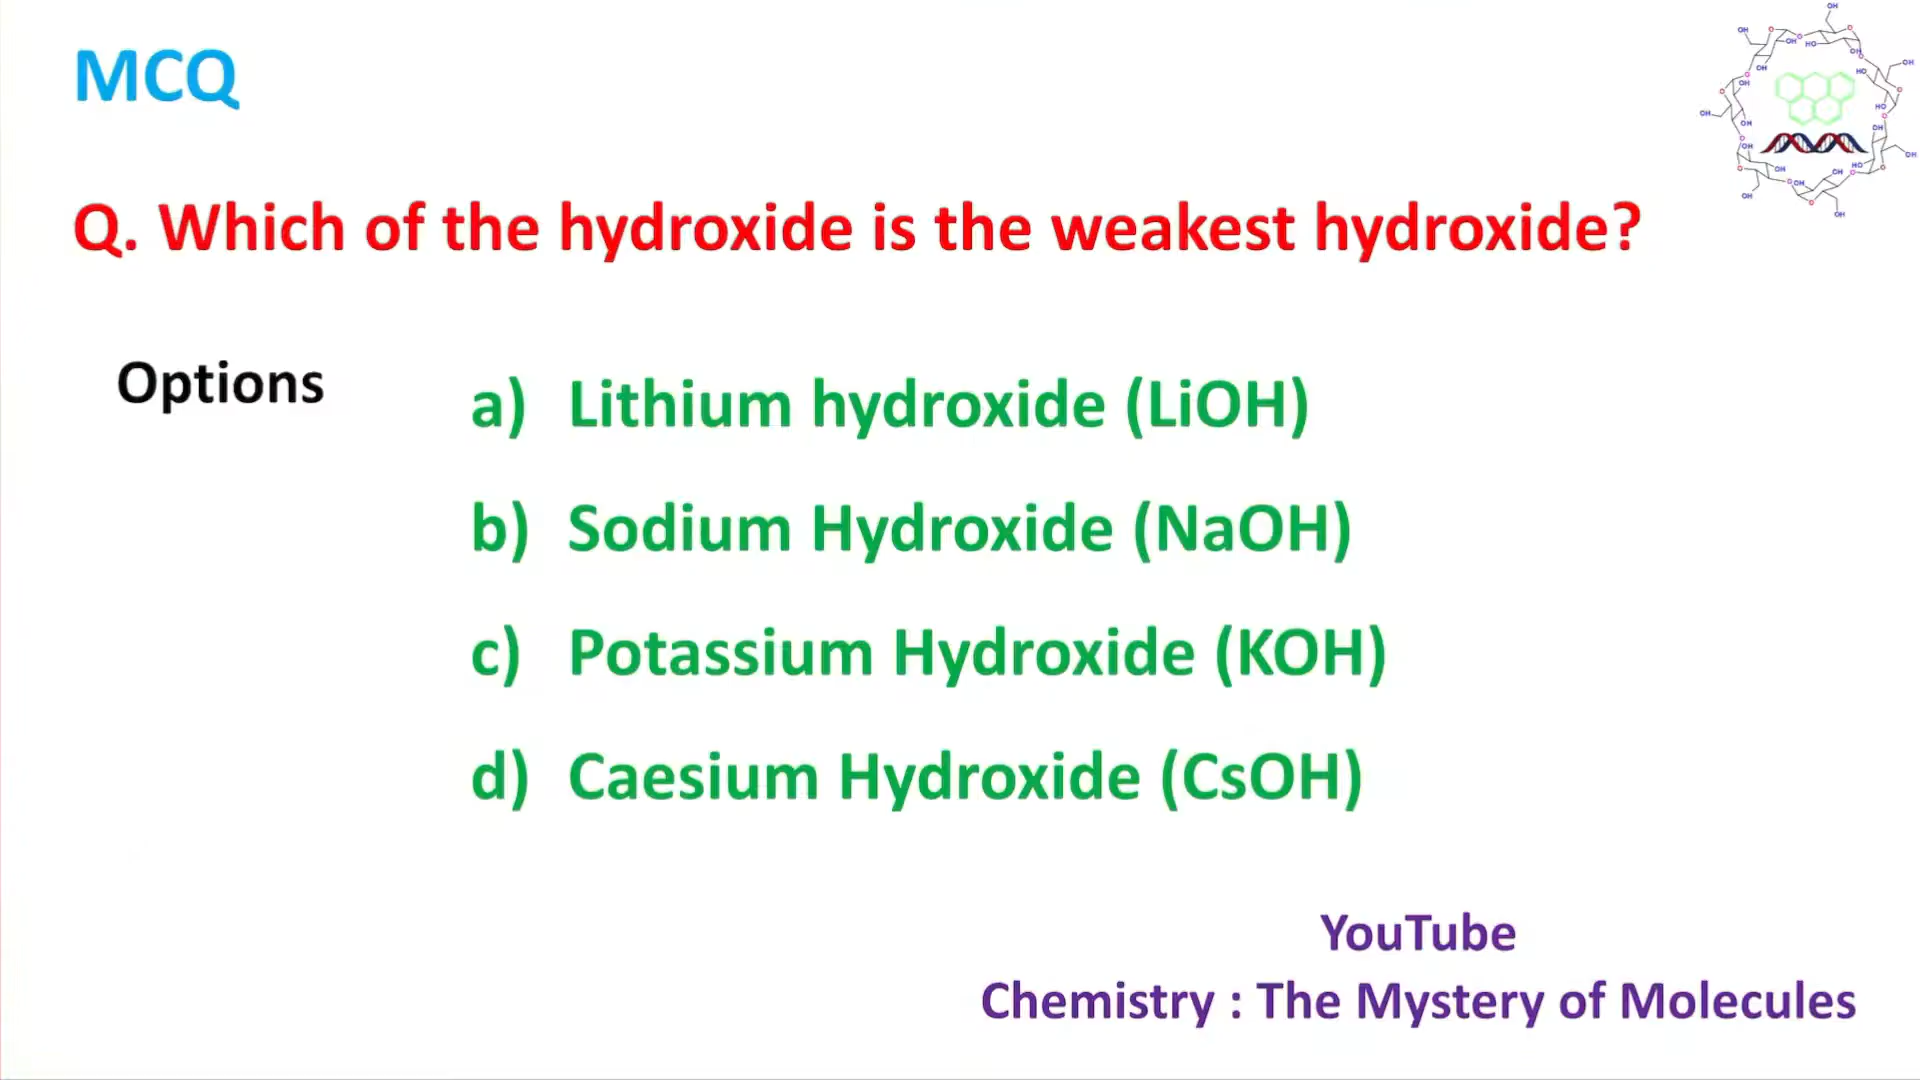 MCQ
Q. Which of the hydroxide is the weakest hydroxide?
Options
a) Lithium hydroxide (LiOH)
b) Sodium Hydroxide (NaOH)
c) Potassium Hydroxide (KOH)
d) Caesium Hydroxide (CsOH)
YouTube
Chemistry : The Mystery of Molecules